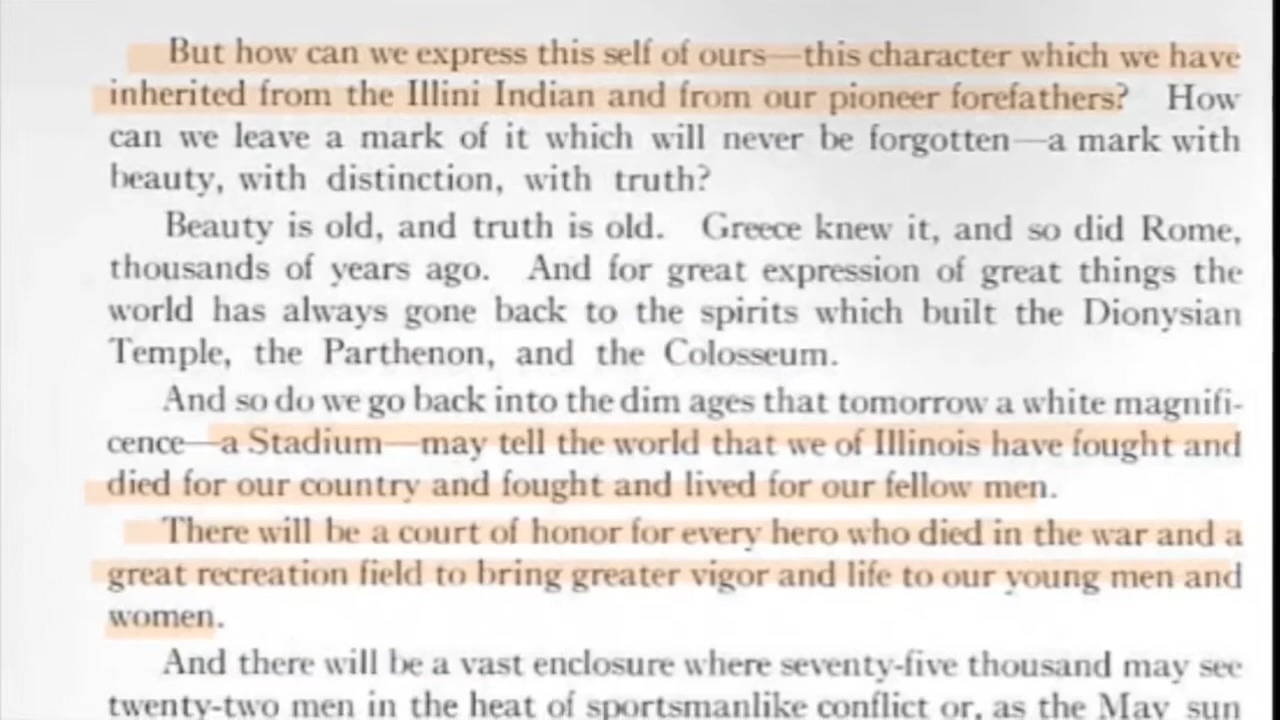 But how can we express this self of ours—this character which we have
inherited from the Illini Indian and from our pioneer forefathers? How
can we leave a mark of it which will never be forgotten—a mark with
beauty, with distinction, with truth?
Beauty is old, and truth is old. Greece knew it, and so did Rome,
thousands of years ago. And for great expression of great things the
world has always gone back to the spirits which built the Dionysian
Temple, the Parthenon, and the Colosseum.
And so do we go back into the dim ages that tomorrow a white magnifi-
cence—a Stadium—may tell the world that we of Illinois have fought and
died for our country and fought and lived for our fellow men.
There will be a court of honor for every hero who died in the war and a
great recreation field to bring greater vigor and life to our young men and
women.
And there will be a vast enclosure where seventy-five thousand may see
twenty-two men in the heat of sportsmanlike conflict or, as the May sun